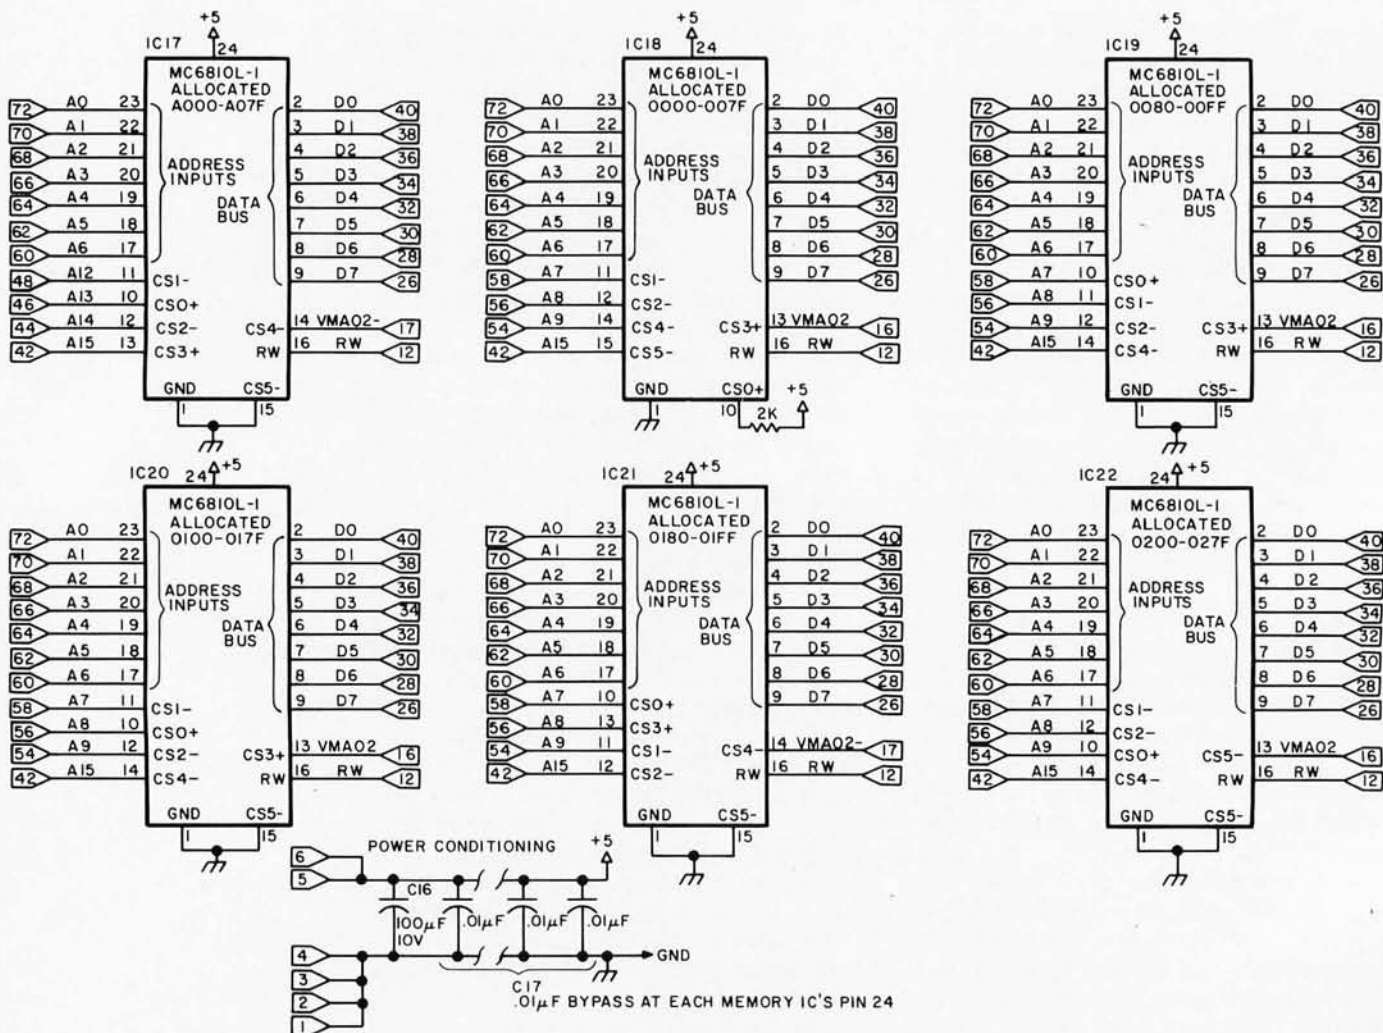 IC17
+5
24
MC6810L-1
ALLOCATED
A000-A07F
72 A0 23
70 A1 22
68 A2 21
66 A3 20
64 A4 19
62 A5 18
60 A6 17
48 A12 11 CS1-
46 A13 10 CS0+
44 A14 12 CS2-
42 A15 13 CS3+
ADDRESS
INPUTS
DATA
BUS
2 D0 40
3 D1 38
4 D2 36
5 D3 34
6 D4 32
7 D5 30
8 D6 28
9 D7 26
CS4- 14 VMA02- 17
RW 16 RW 12
GND CS5-
1 15
IC18
+5
24
MC6810L-1
ALLOCATED
0000-007F
72 A0 23
70 A1 22
68 A2 21
66 A3 20
64 A4 19
62 A5 18
60 A6 17
58 A7 11 CS1-
56 A8 12 CS2-
54 A9 14 CS4-
42 A15 15 CS5-
ADDRESS
INPUTS
DATA
BUS
2 D0 40
3 D1 38
4 D2 36
5 D3 34
6 D4 32
7 D5 30
8 D6 28
9 D7 26
CS3+ 13 VMA02 16
RW 16 RW 12
GND CS0+
1 10 2K +5
IC19
+5
24
MC6810L-1
ALLOCATED
0080-00FF
72 A0 23
70 A1 22
68 A2 21
66 A3 20
64 A4 19
62 A5 18
60 A6 17
58 A7 10 CS0+
56 A8 11 CS1-
54 A9 12 CS2-
42 A15 14 CS4-
ADDRESS
INPUTS
DATA
BUS
2 D0 40
3 D1 38
4 D2 36
5 D3 34
6 D4 32
7 D5 30
8 D6 28
9 D7 26
CS3+ 13 VMA02 16
RW 16 RW 12
GND CS5-
1 15
IC20
24 +5
MC6810L-1
ALLOCATED
0100-017F
72 A0 23
70 A1 22
68 A2 21
66 A3 20
64 A4 19
62 A5 18
60 A6 17
58 A7 11 CS1-
56 A8 10 CS0+
54 A9 12 CS2-
42 A15 14 CS4-
ADDRESS
INPUTS
DATA
BUS
2 D0 40
3 D1 38
4 D2 36
5 D3 34
6 D4 32
7 D5 30
8 D6 28
9 D7 26
CS3+ 13 VMA02 16
RW 16 RW 12
GND CS5-
1 15
IC21
24 +5
MC6810L-1
ALLOCATED
0180-01FF
72 A0 23
70 A1 22
68 A2 21
66 A3 20
64 A4 19
62 A5 18
60 A6 17
58 A7 10 CS0+
56 A8 13 CS3+
54 A9 11 CS1-
42 A15 12 CS2-
ADDRESS
INPUTS
DATA
BUS
2 D0 40
3 D1 38
4 D2 36
5 D3 34
6 D4 32
7 D5 30
8 D6 28
9 D7 26
CS4- 14 VMA02- 17
RW 16 RW 12
GND CS5-
1 15
IC22
24 +5
MC6810L-1
ALLOCATED
0200-027F
72 A0 23
70 A1 22
68 A2 21
66 A3 20
64 A4 19
62 A5 18
60 A6 17
58 A7 11 CS1-
56 A8 12 CS2-
54 A9 10 CS0+
42 A15 14 CS4-
ADDRESS
INPUTS
DATA
BUS
2 D0 40
3 D1 38
4 D2 36
5 D3 34
6 D4 32
7 D5 30
8 D6 28
9 D7 26
CS5- 13 VMA02 16
RW 16 RW 12
GND CS5-
1 15
POWER CONDITIONING
+5
6
5
C16
100µF
10V
.01µF .01µF .01µF
4
3
2
1
GND
C17
.01µF BYPASS AT EACH MEMORY IC'S PIN 24